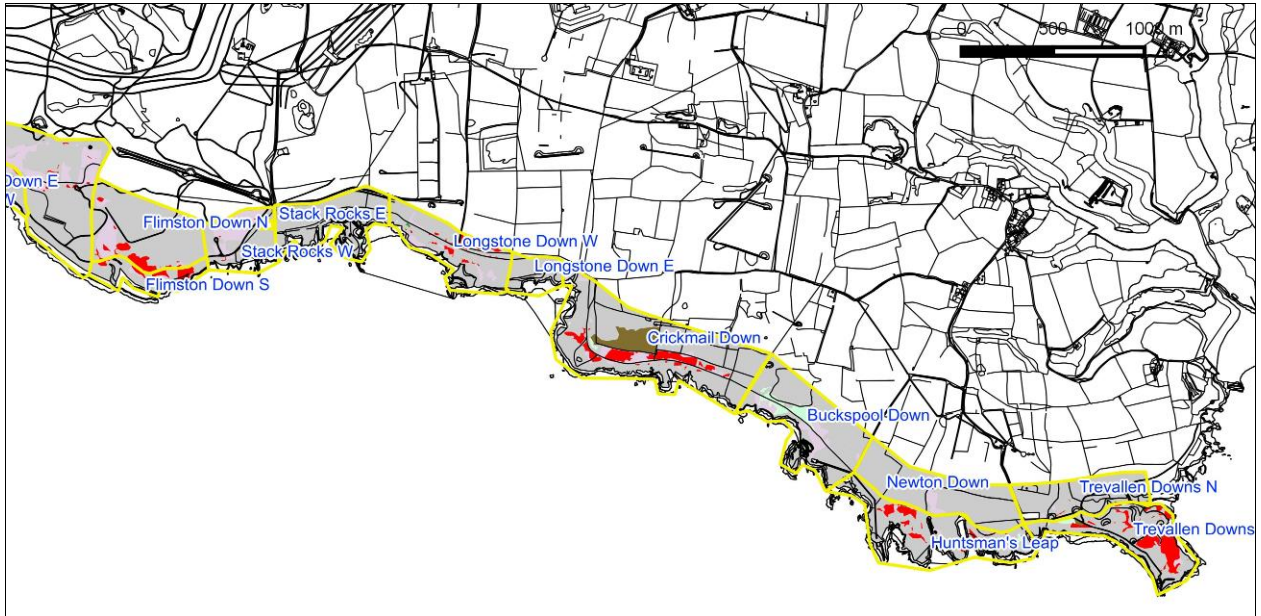 0 500 1000 m
Down E
W
Flimston Down N
Stack Rocks E
Stack Rocks W
Longstone Down W
Longstone Down E
Flimston Down S
Crickmail Down
Buckspool Down
Newton Down
Trevallen Downs N
Huntsman's Leap
Trevallen Downs